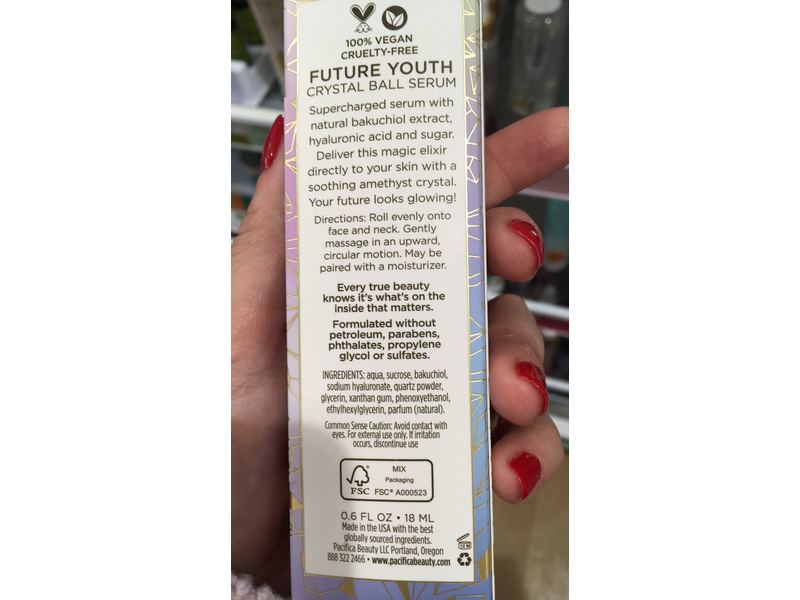 100% VEGAN
CRUELTY-FREE
FUTURE YOUTH
CRYSTAL BALL SERUM
Supercharged serum with
natural bakuchiol extract,
hyaluronic acid and sugar.
Deliver this magic elixir
directly to your skin with a
soothing amethyst crystal.
Your future looks glowing!
Directions: Roll evenly onto
face and neck. Gently
massage in an upward,
circular motion. May be
paired with a moisturizer.
Every true beauty
knows it's what's on the
inside that matters.
Formulated without
petroleum, parabens,
phthalates, propylene
glycol or sulfates.
INGREDIENTS: aqua, sucrose, bakuchiol,
sodium hyaluronate, quartz powder,
glycerin, xanthan gum, phenoxyethanol,
ethylhexylglycerin, parfum (natural).
Common Sense Caution: Avoid contact with
eyes. For external use only. If irritation
occurs, discontinue use
FSC
MIX
Packaging
FSC® A000523
0.6 FL OZ • 18 ML
Made in the USA with the best
globally sourced ingredients.
Pacifica Beauty LLC Portland, Oregon
888 322 2466 • www.pacificabeauty.com
12 M